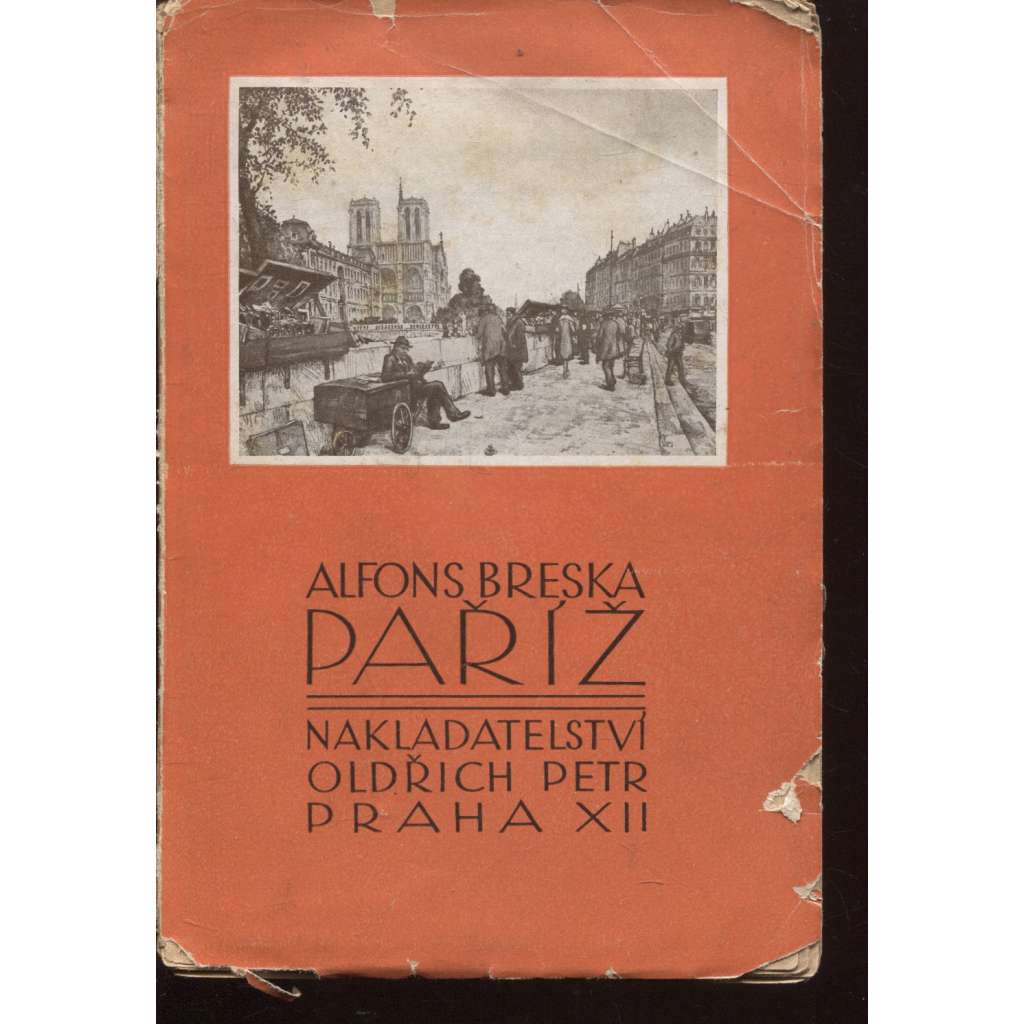 ALFONS BRESKA
PAŘÍŽ
NAKLADATELSTVÍ
OLDŘICH PETR
PRAHA XII